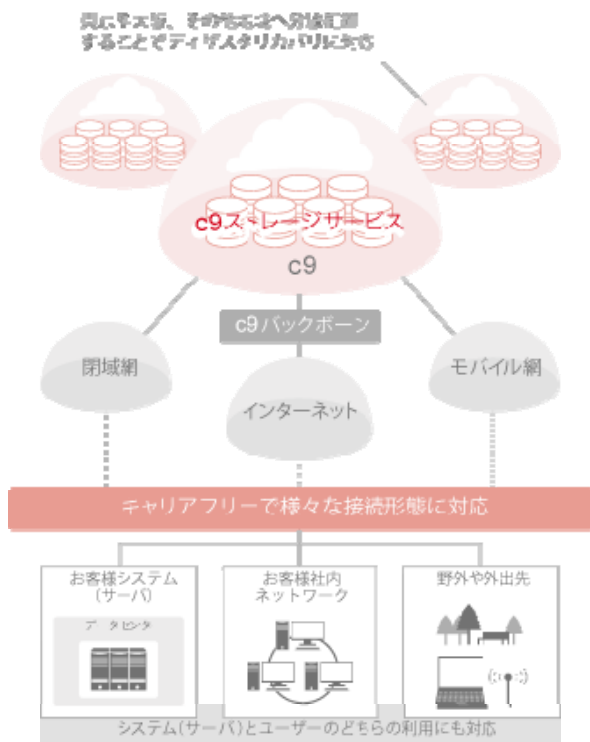 することでディザスタリカバリに対応
c9ストレージサービス
c9
c9バックボーン
閉域網
インターネット
モバイル網
キャリアフリーで様々な接続形態に対応
お客様システム
(サーバ)
データセンタ
お客様社内
ネットワーク
野外や外出先
システム(サーバ)とユーザーのどちらの利用にも対応